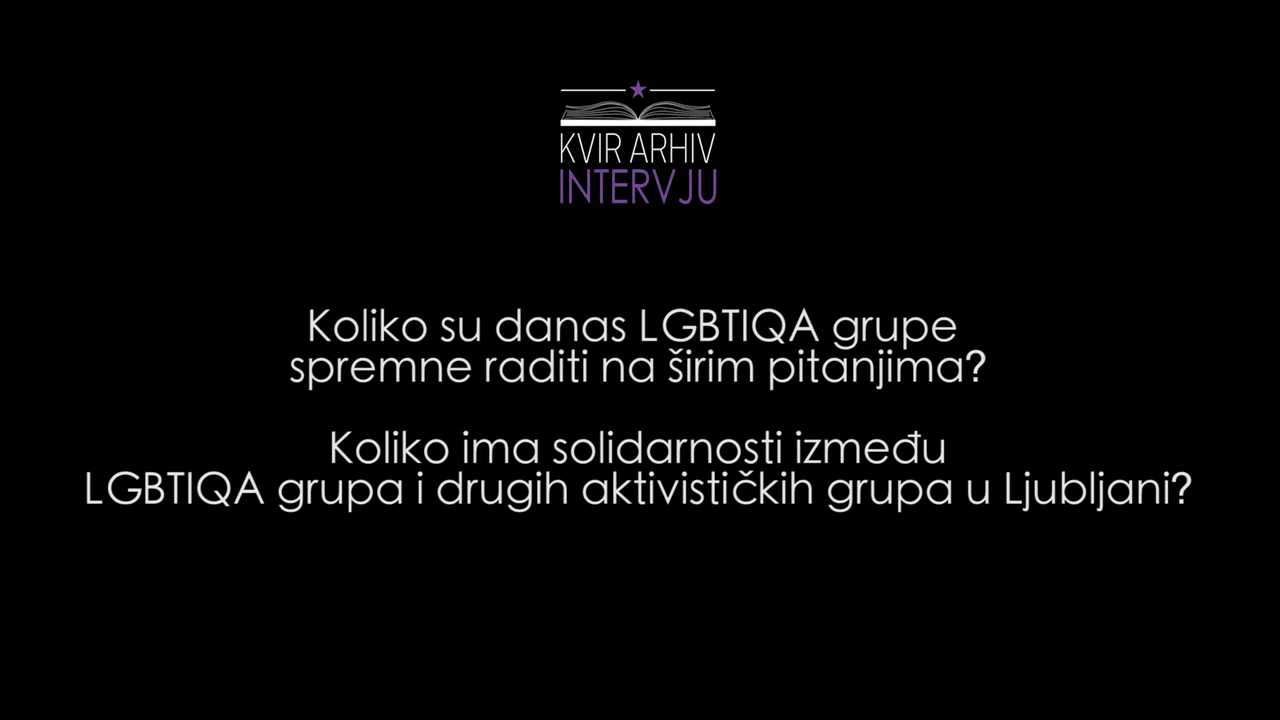 KVIR ARHIV
INTERVJU
Koliko su danas LGBTIQA grupe
spremne raditi na širim pitanjima?
Koliko ima solidarnosti između
LGBTIQA grupa i drugih aktivističkih grupa u Ljubljani?